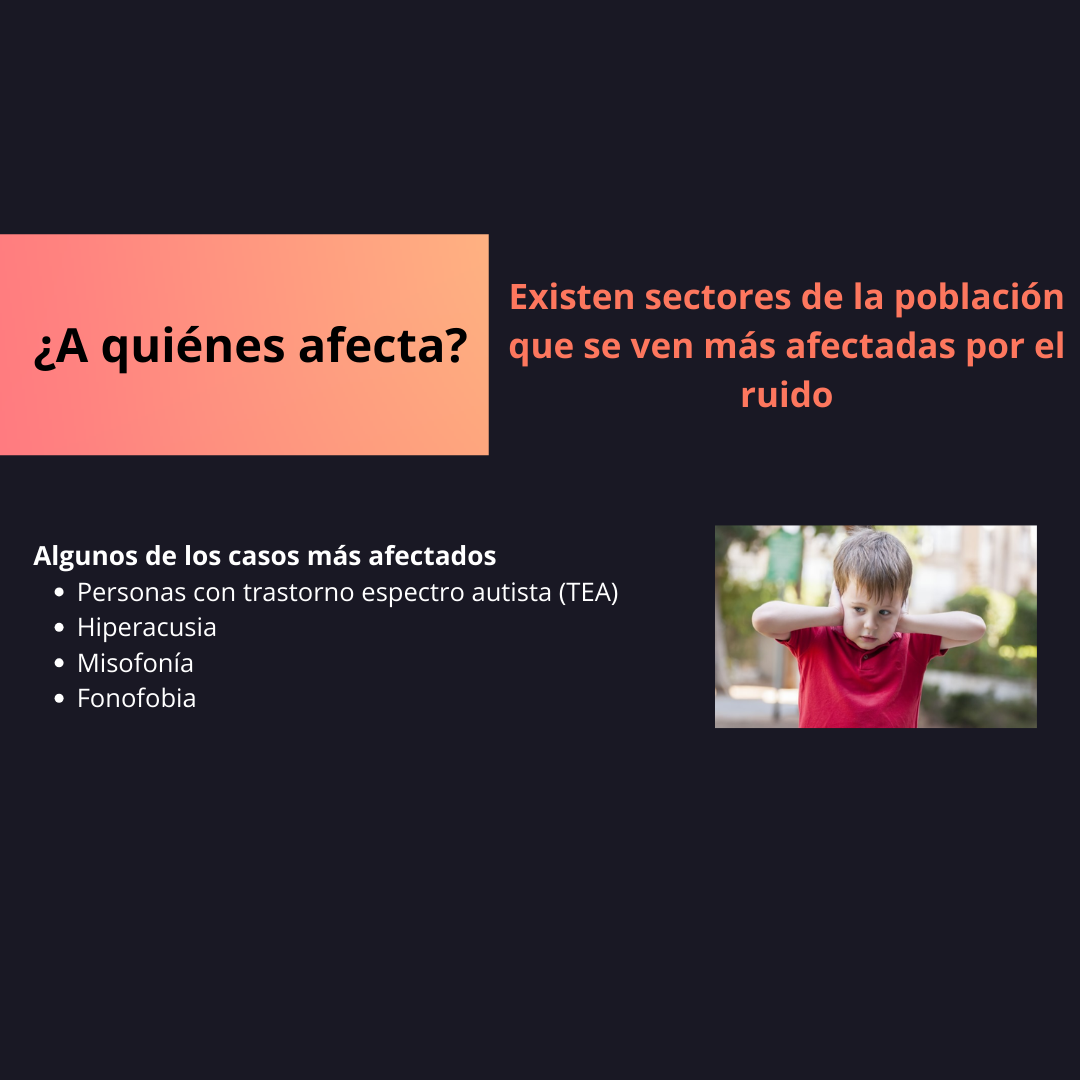 ¿A quiénes afecta?
Existen sectores de la población
que se ven más afectadas por el
ruido
Algunos de los casos más afectados
• Personas con trastorno espectro autista (TEA)
• Hiperacusia
• Misofonía
• Fonofobia